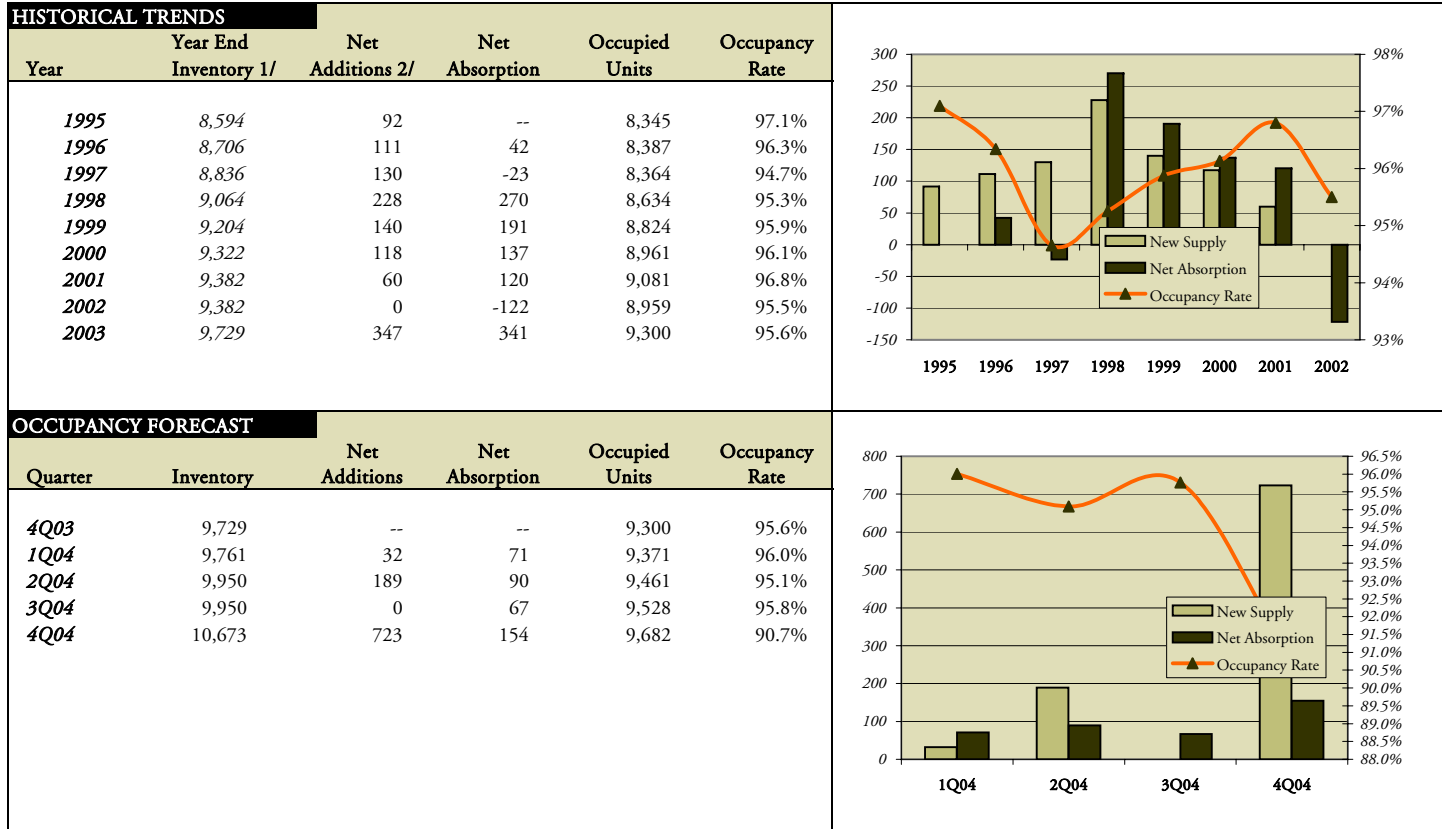 HISTORICAL TRENDS
Year End Net Net Occupied Occupancy
Year Inventory 1/ Additions 2/ Absorption Units Rate
1995 8,594 92 -- 8,345 97.1%
1996 8,706 111 42 8,387 96.3%
1997 8,836 130 -23 8,364 94.7%
1998 9,064 228 270 8,634 95.3%
1999 9,204 140 191 8,824 95.9%
2000 9,322 118 137 8,961 96.1%
2001 9,382 60 120 9,081 96.8%
2002 9,382 0 -122 8,959 95.5%
2003 9,729 347 341 9,300 95.6%
300 98%
250
200 97%
150
100 96%
50
0 95%
-50
-100 94%
-150 93%
New Supply
Net Absorption
Occupancy Rate
1995 1996 1997 1998 1999 2000 2001 2002
OCCUPANCY FORECAST
Net Net Occupied Occupancy
Quarter Inventory Additions Absorption Units Rate
4Q03 9,729 -- -- 9,300 95.6%
1Q04 9,761 32 71 9,371 96.0%
2Q04 9,950 189 90 9,461 95.1%
3Q04 9,950 0 67 9,528 95.8%
4Q04 10,673 723 154 9,682 90.7%
800
700
600
500
400
300
200
100
0
96.5%
96.0%
95.5%
95.0%
94.5%
94.0%
93.5%
93.0%
92.5%
92.0%
91.5%
91.0%
90.5%
90.0%
89.5%
89.0%
88.5%
88.0%
New Supply
Net Absorption
Occupancy Rate
1Q04 2Q04 3Q04 4Q04